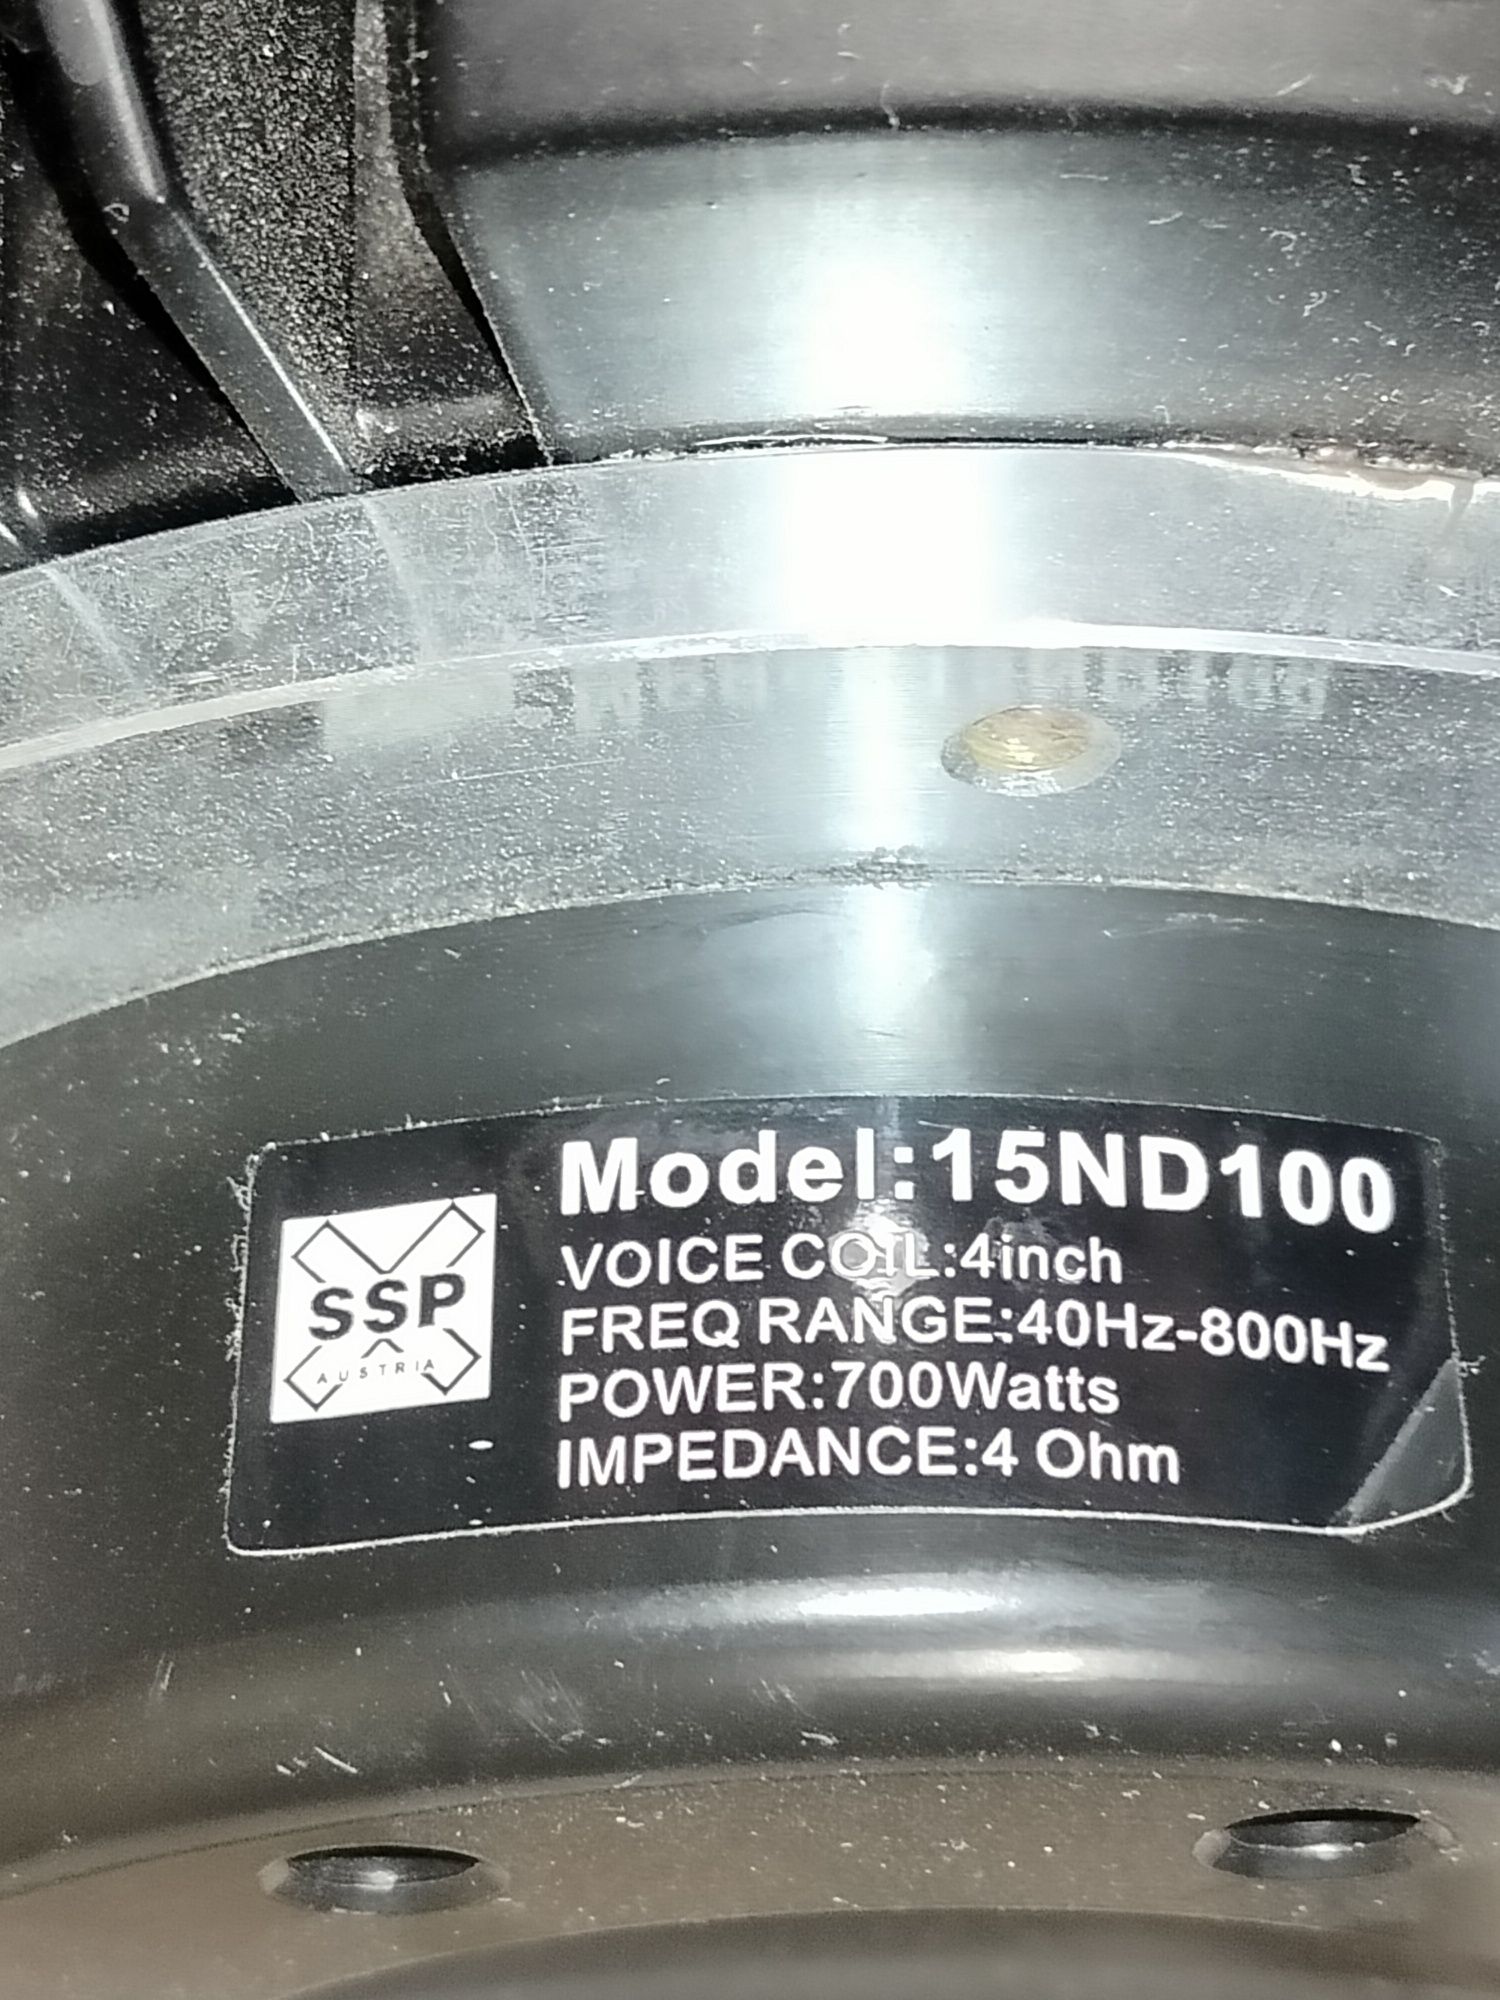 Model:15ND100
VOICE COIL:4inch
FREQ RANGE:40Hz-800Hz
POWER:700Watts
IMPEDANCE:4 Ohm
SSP
AUSTRIA